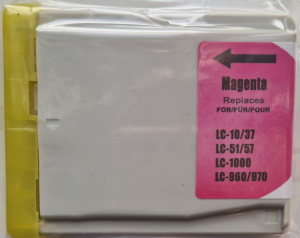 Magenta
Replaces
FOR/FÜR/POUR
LC-10/37
LC-51/57
LC-1000
LC-960/970